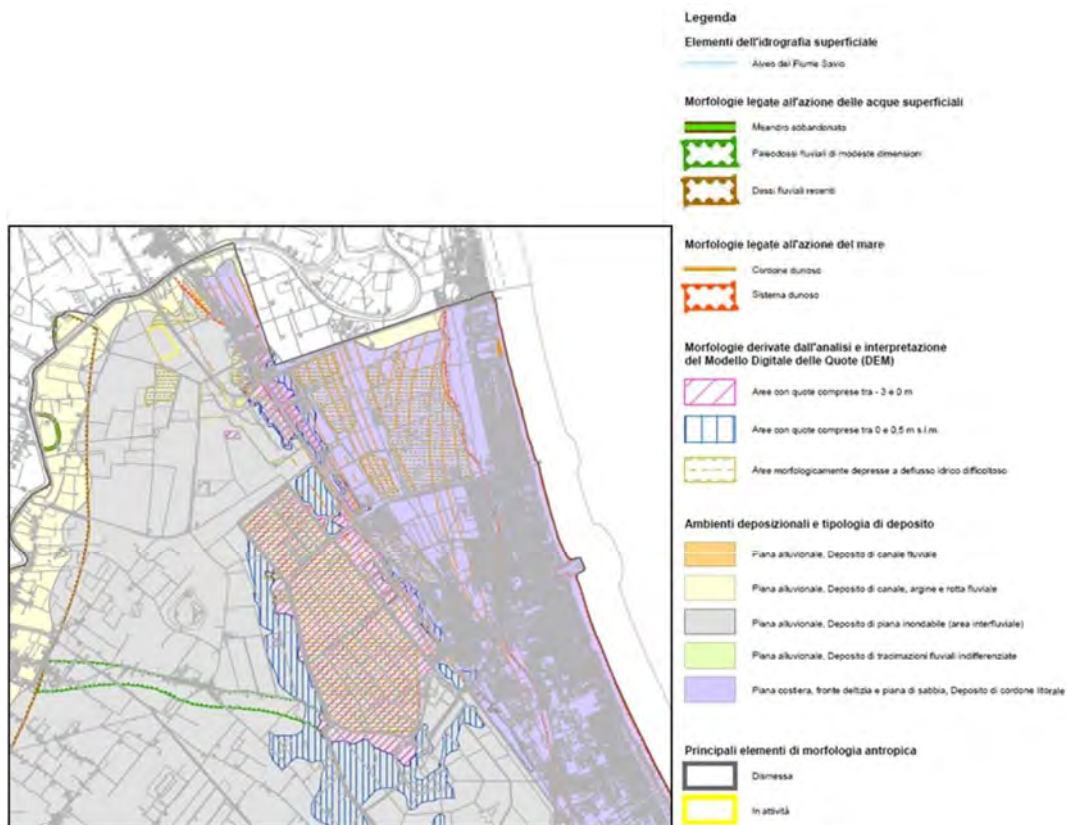 Legenda
Elementi dell'idrografia superficiale
Alveo del Fiume Savio
Morfologie legate all'azione delle acque superficiali
Meandro abbandonato
Paleodossi fluviali di modeste dimensioni
Dossi fluviali recenti
Morfologie legate all'azione del mare
Cordone dunoso
Sistema dunoso
Morfologie derivate dall'analisi e interpretazione
del Modello Digitale delle Quote (DEM)
Aree con quote comprese tra - 3 e 0 m
Aree con quote comprese tra 0 e 0,5 m s.l.m.
Aree morfologicamente depresse a deflusso idrico difficoltoso
Ambienti deposizionali e tipologia di deposito
Piana alluvionale, Deposito di canale fluviale
Piana alluvionale, Deposito di canale, argine e rotta fluviale
Piana alluvionale, Deposito di piana inondabile (area interfluviale)
Piana alluvionale, Deposito di tracimazioni fluviali indifferenziate
Piana costiera, fronte deltizia e piana di sabbia, Deposito di cordone litorale
Principali elementi di morfologia antropica
Dismessa
In attività